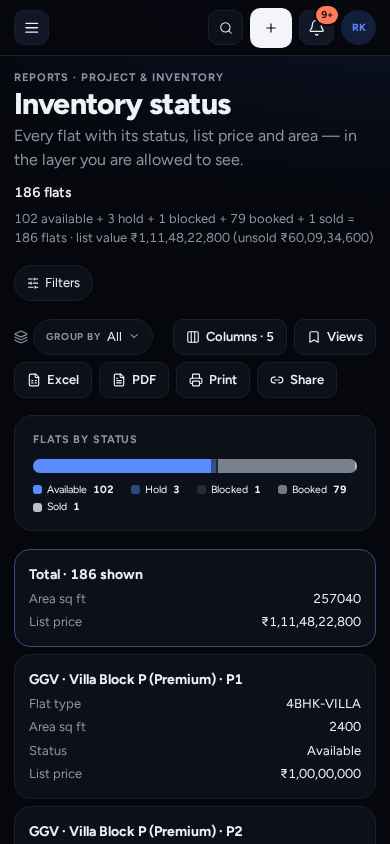 9+
RK
REPORTS · PROJECT & INVENTORY
Inventory status
Every flat with its status, list price and area — in
the layer you are allowed to see.
186 flats
102 available + 3 hold + 1 blocked + 79 booked + 1 sold =
186 flats · list value ₹1,11,48,22,800 (unsold ₹60,09,34,600)
Filters
GROUP BY All
Columns · 5
Views
Excel
PDF
Print
Share
FLATS BY STATUS
Available 102 Hold 3 Blocked 1 Booked 79
Sold 1
Total · 186 shown
Area sq ft 257040
List price ₹1,11,48,22,800
GGV · Villa Block P (Premium) · P1
Flat type 4BHK-VILLA
Area sq ft 2400
Status Available
List price ₹1,00,00,000
GGV · Villa Block P (Premium) · P2